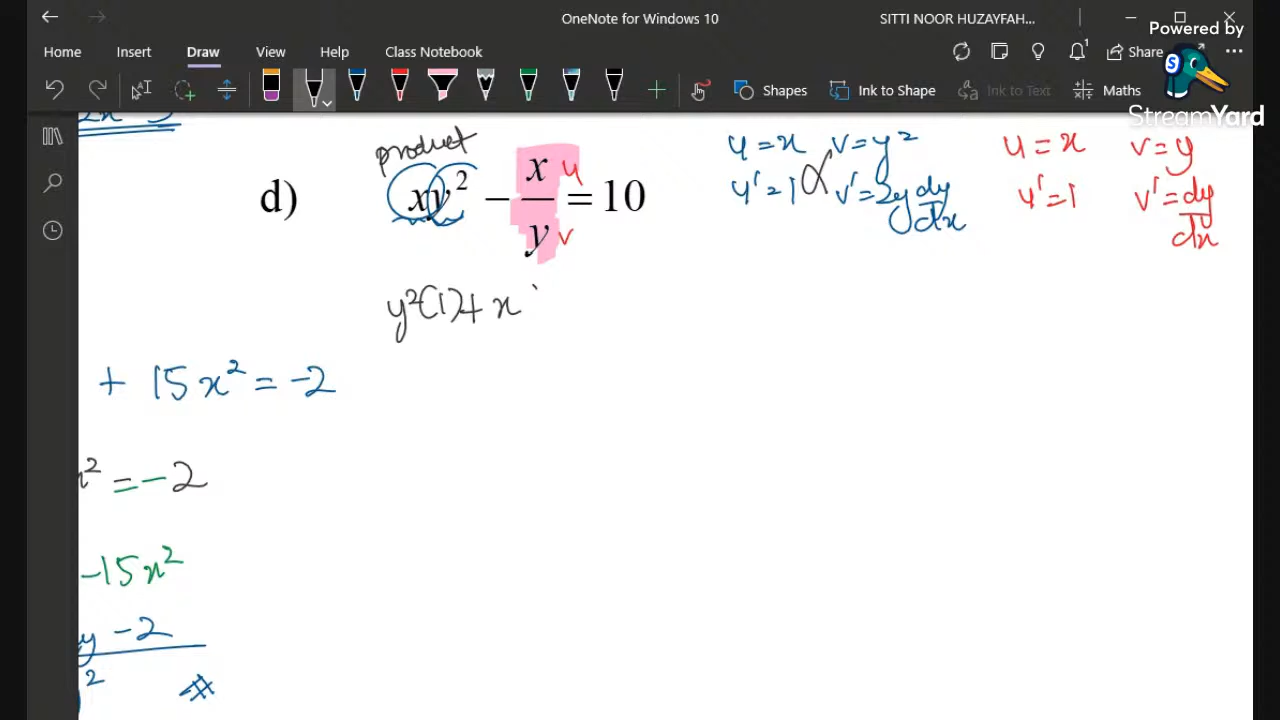 OneNote for Windows 10
SITTI NOOR HUZAYFAH...
Powered by
StreamYard
Home Insert Draw View Help Class Notebook Share
Shapes Ink to Shape Ink to Text Maths
product
d) xy² − x/y = 10
u
v
u = x v = y²
u' = 1 v' = 2y dy/dx
u = x v = y
u' = 1 v' = dy/dx
y²(1) + x
+ 15x² = -2
x² = -2
-15x²
y - 2
2
#